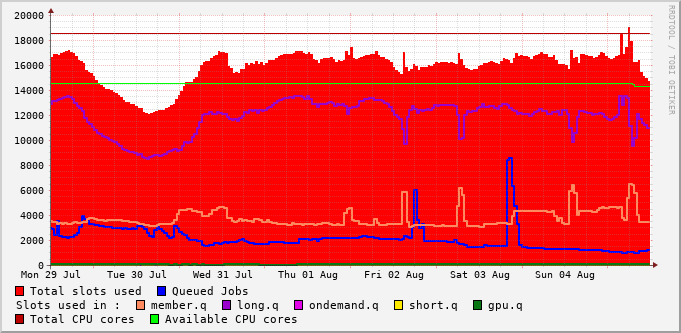 20000
18000
16000
14000
12000
10000
8000
6000
4000
2000
0
Mon 29 Jul Tue 30 Jul Wed 31 Jul Thu 01 Aug Fri 02 Aug Sat 03 Aug Sun 04 Aug
Total slots used Queued Jobs
Slots used in : member.q long.q ondemand.q short.q gpu.q
Total CPU cores Available CPU cores
RRDTOOL / TOBI OETIKER